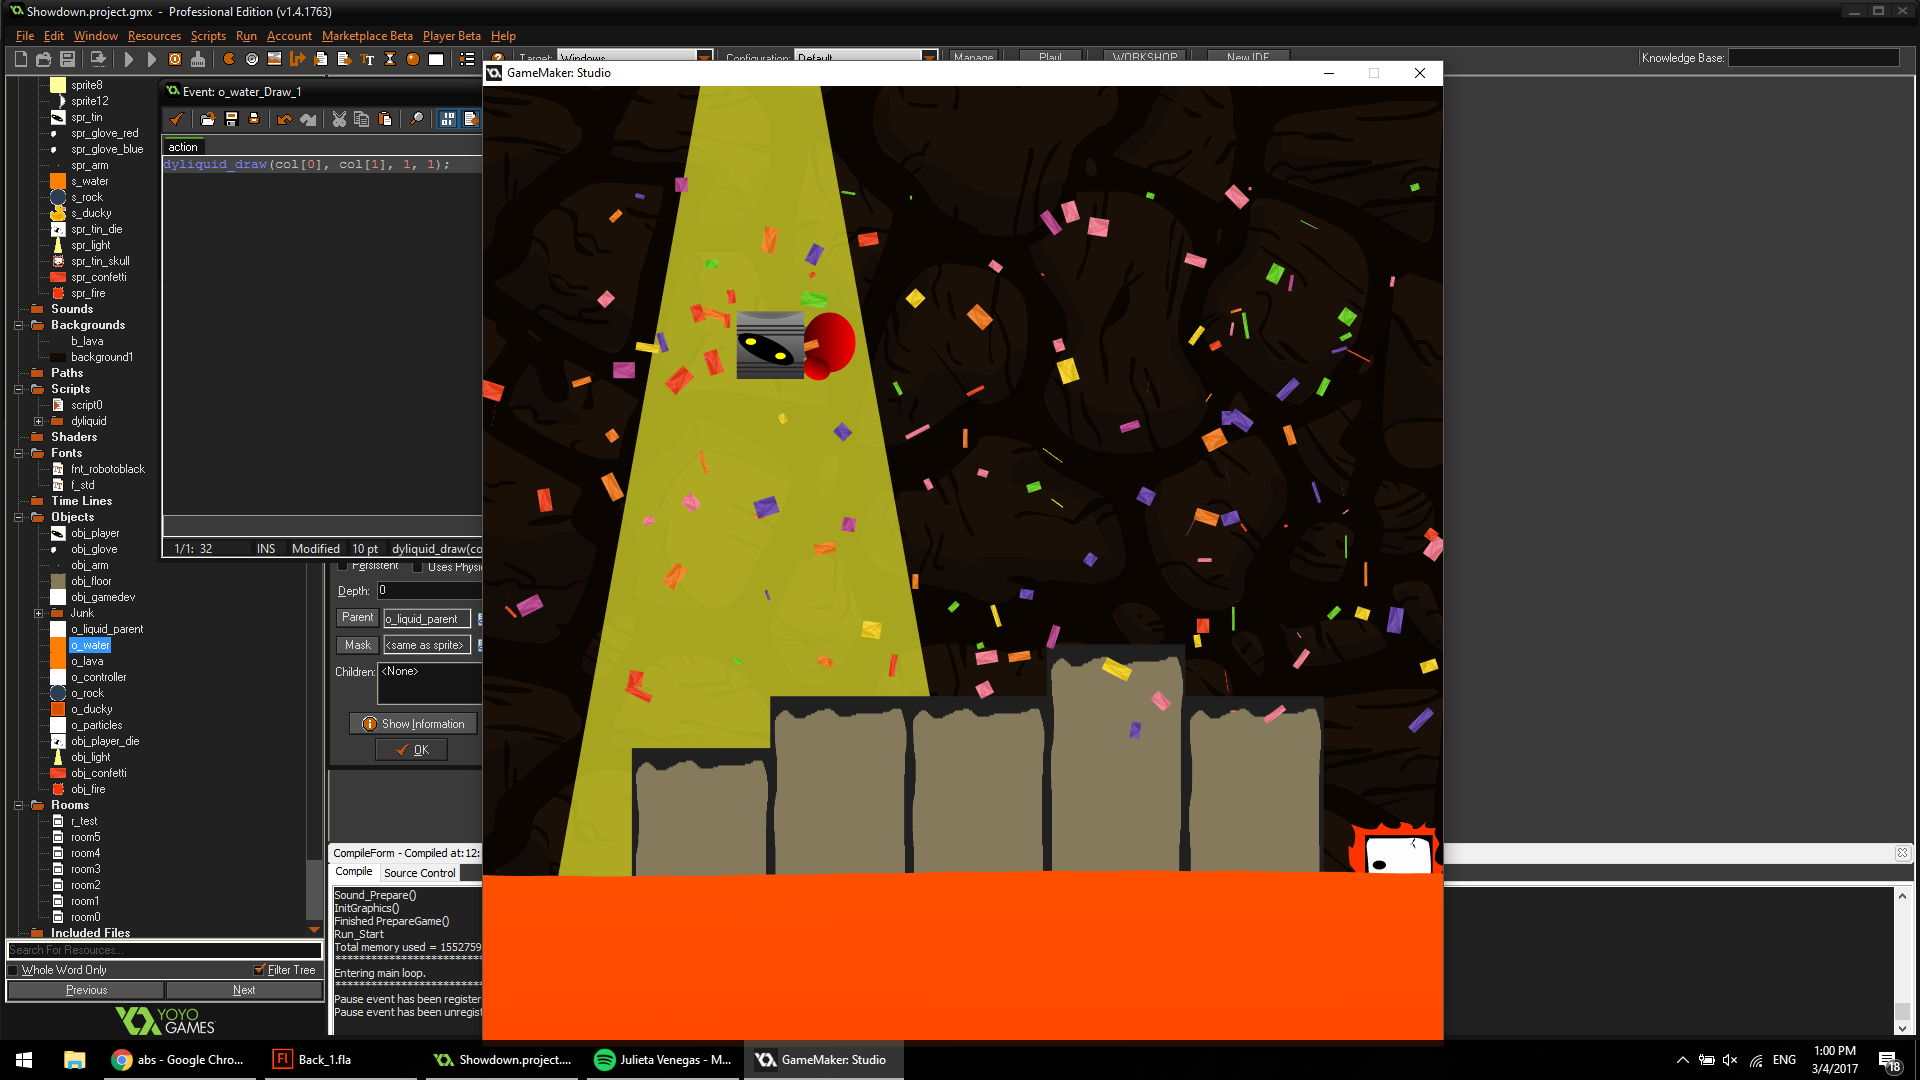 Showdown.project.gmx - Professional Edition (v1.4.1763)
File Edit Window Resources Scripts Run Account Marketplace Beta Player Beta Help
Target: Windows Configuration: Default Manage Play! WORKSHOP New IDE Knowledge Base:
GameMaker: Studio
sprite8
sprite12
spr_tin
spr_glove_red
spr_glove_blue
spr_arm
s_water
s_rock
s_ducky
spr_tin_die
spr_light
spr_tin_skull
spr_confetti
spr_fire
Sounds
Backgrounds
b_lava
background1
Paths
Scripts
script0
dyliquid
Shaders
Fonts
fnt_robotoblack
f_std
Time Lines
Objects
obj_player
obj_glove
obj_arm
obj_floor
obj_gamedev
Junk
o_liquid_parent
o_water
o_lava
o_controller
o_rock
o_ducky
o_particles
obj_player_die
obj_light
obj_confetti
obj_fire
Rooms
r_test
room5
room4
room3
room2
room1
room0
Included Files
Search For Resources...
Whole Word Only Filter Tree
Previous Next
YOYO
GAMES
Event: o_water_Draw_1
action
dyliquid_draw(col[0], col[1], 1, 1);
1/1: 32 INS Modified 10 pt dyliquid_draw(co
Persistent Uses Physi
Depth: 0
Parent o_liquid_parent
Mask <same as sprite>
Children: <None>
Show Information
OK
CompileForm - Compiled at: 12:
Compile Source Control
Sound_Prepare()
InitGraphics()
Finished PrepareGame()
Run_Start
Total memory used = 1552759
Entering main loop.
Pause event has been register
Pause event has been unregist
abs - Google Chro... Back_1.fla Showdown.project.... Julieta Venegas - M... GameMaker: Studio
ENG
1:00 PM
3/4/2017
18